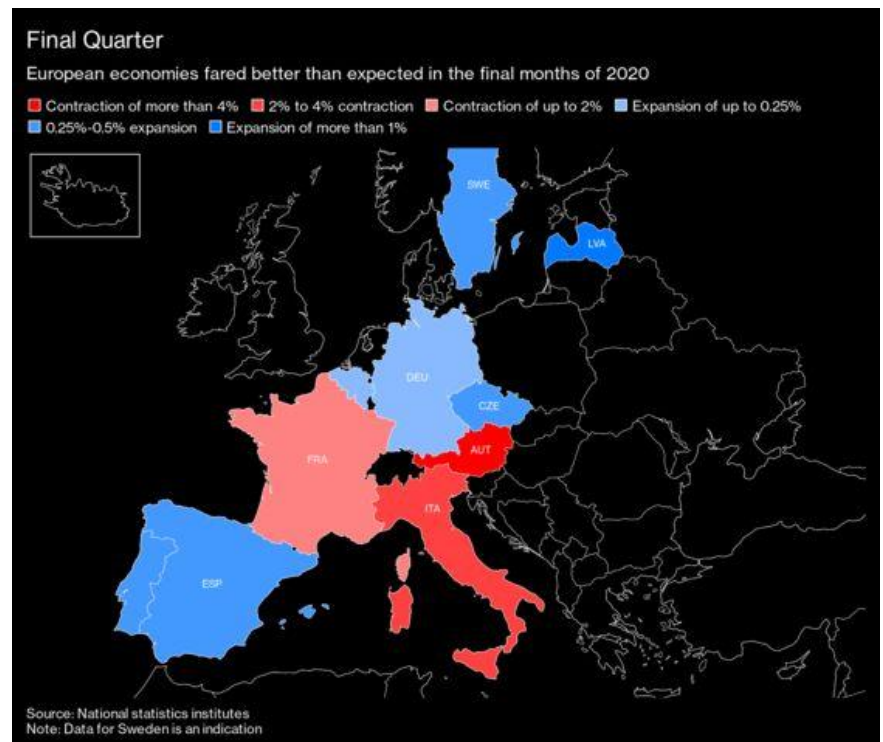 Final Quarter
European economies fared better than expected in the final months of 2020
Contraction of more than 4% 2% to 4% contraction Contraction of up to 2% Expansion of up to 0.25%
0.25%-0.5% expansion Expansion of more than 1%
SWE
LVA
DEU
CZE
AUT
FRA
ITA
ESP
Source: National statistics institutes
Note: Data for Sweden is an indication